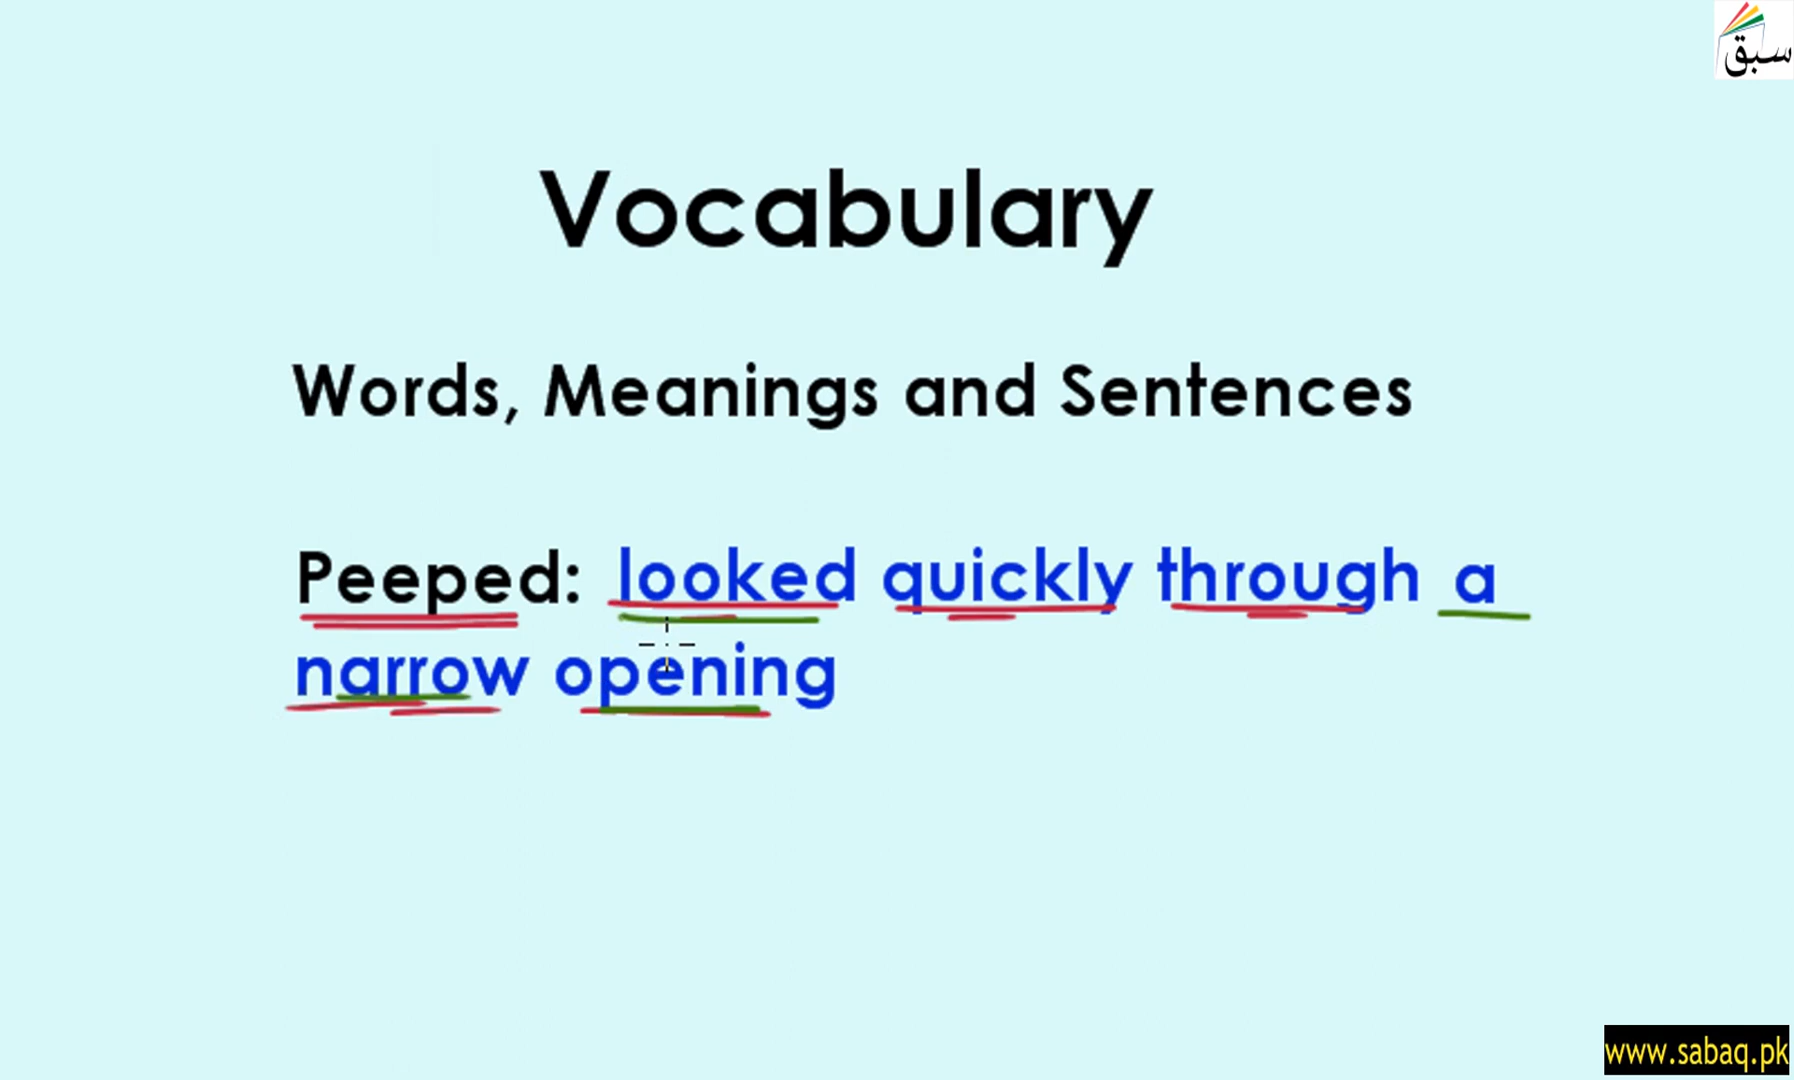 سبق
Vocabulary
Words, Meanings and Sentences
Peeped: looked quickly through a
narrow opening
www.sabaq.pk